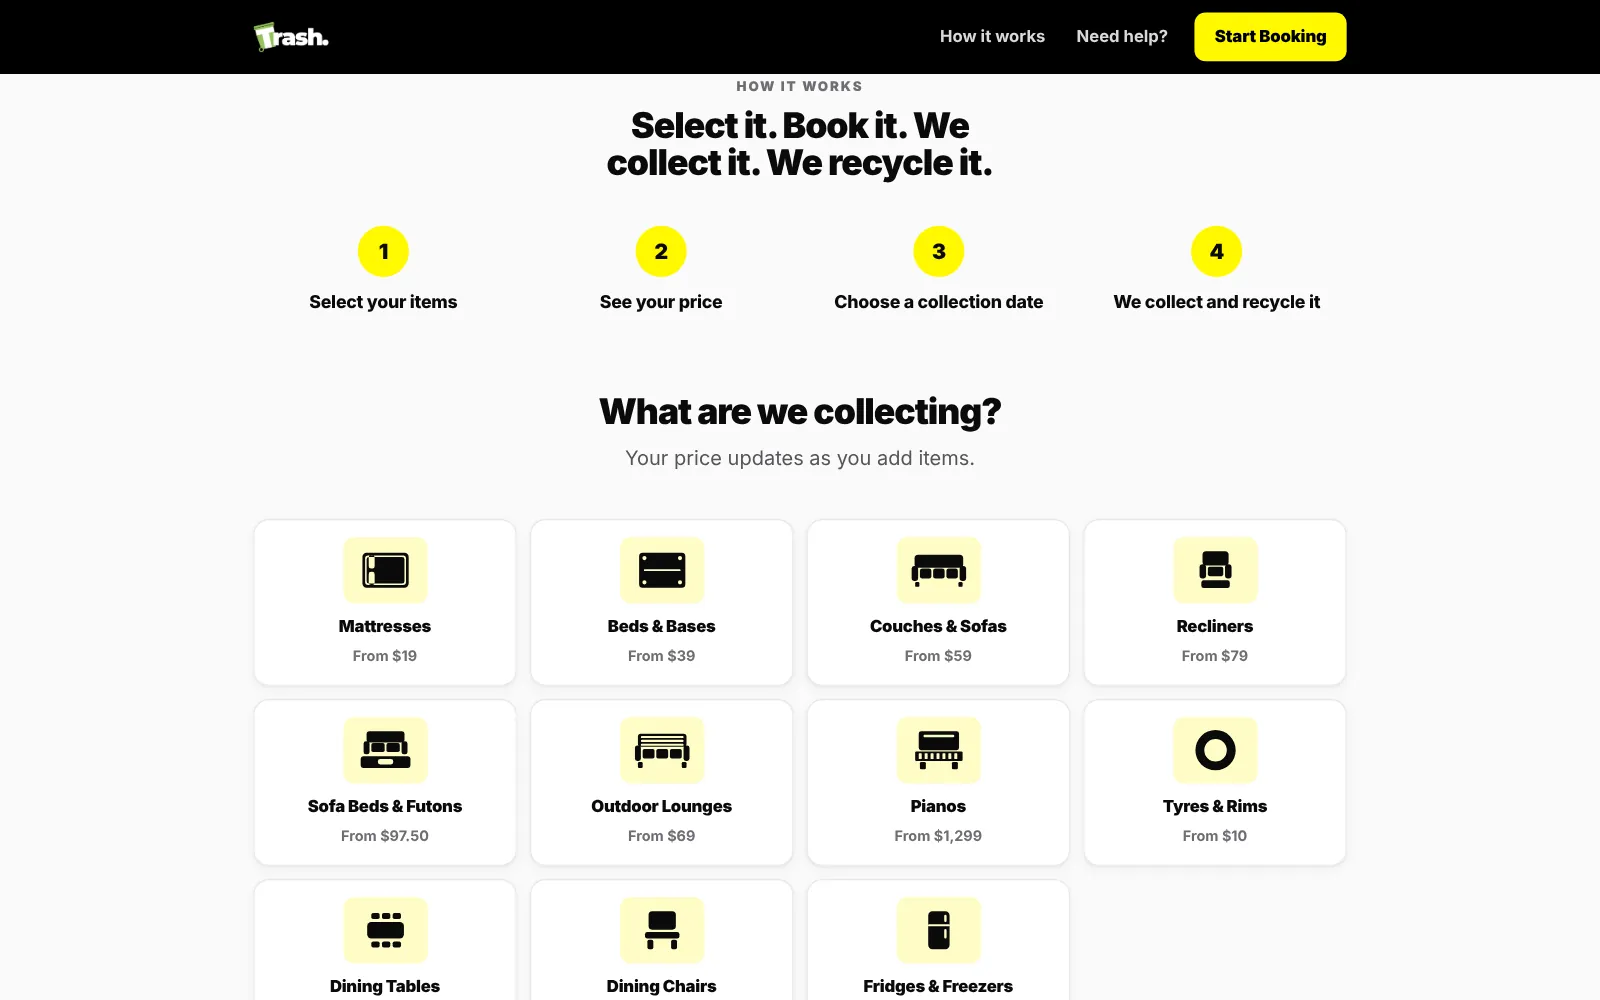 Trash.
How it works
Need help?
Start Booking
HOW IT WORKS
Select it. Book it. We
collect it. We recycle it.
1
2
3
4
Select your items
See your price
Choose a collection date
We collect and recycle it
What are we collecting?
Your price updates as you add items.
Mattresses
From $19
Beds & Bases
From $39
Couches & Sofas
From $59
Recliners
From $79
Sofa Beds & Futons
From $97.50
Outdoor Lounges
From $69
Pianos
From $1,299
Tyres & Rims
From $10
Dining Tables
Dining Chairs
Fridges & Freezers